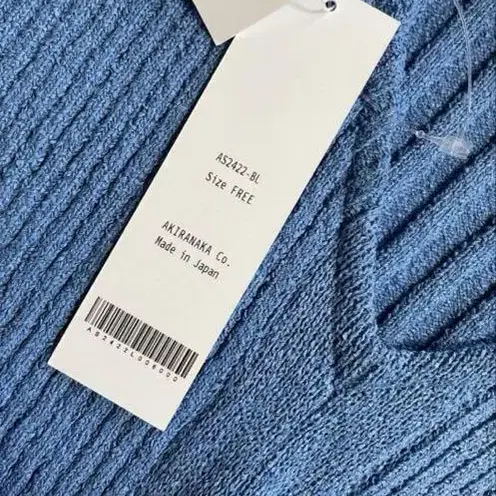 AS2422-BL
Size FREE
AKIRANAKA Co.
Made in Japan